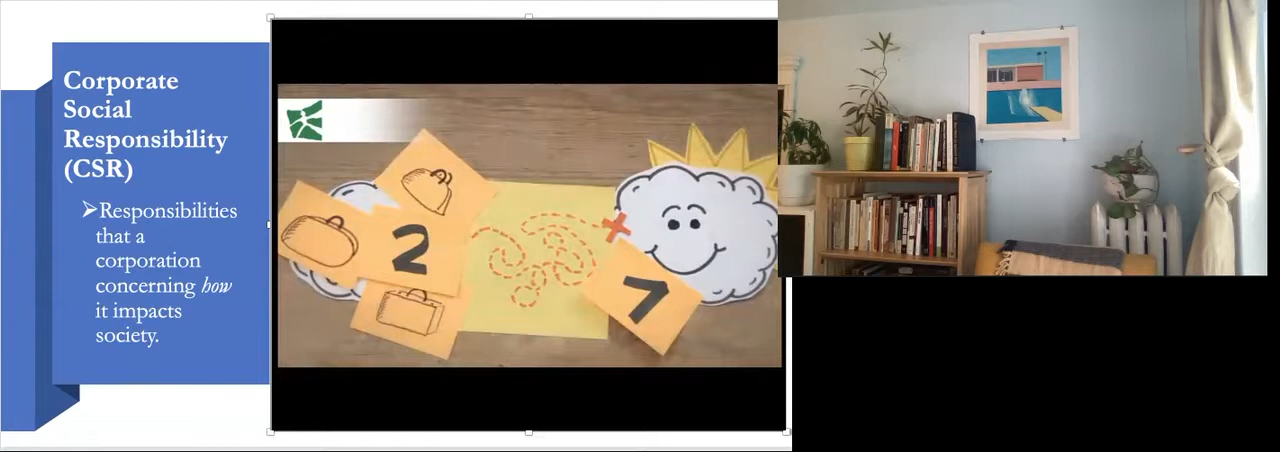 Corporate
Social
Responsibility
(CSR)
➢Responsibilities
that a
corporation
concerning how
it impacts
society.
2
7